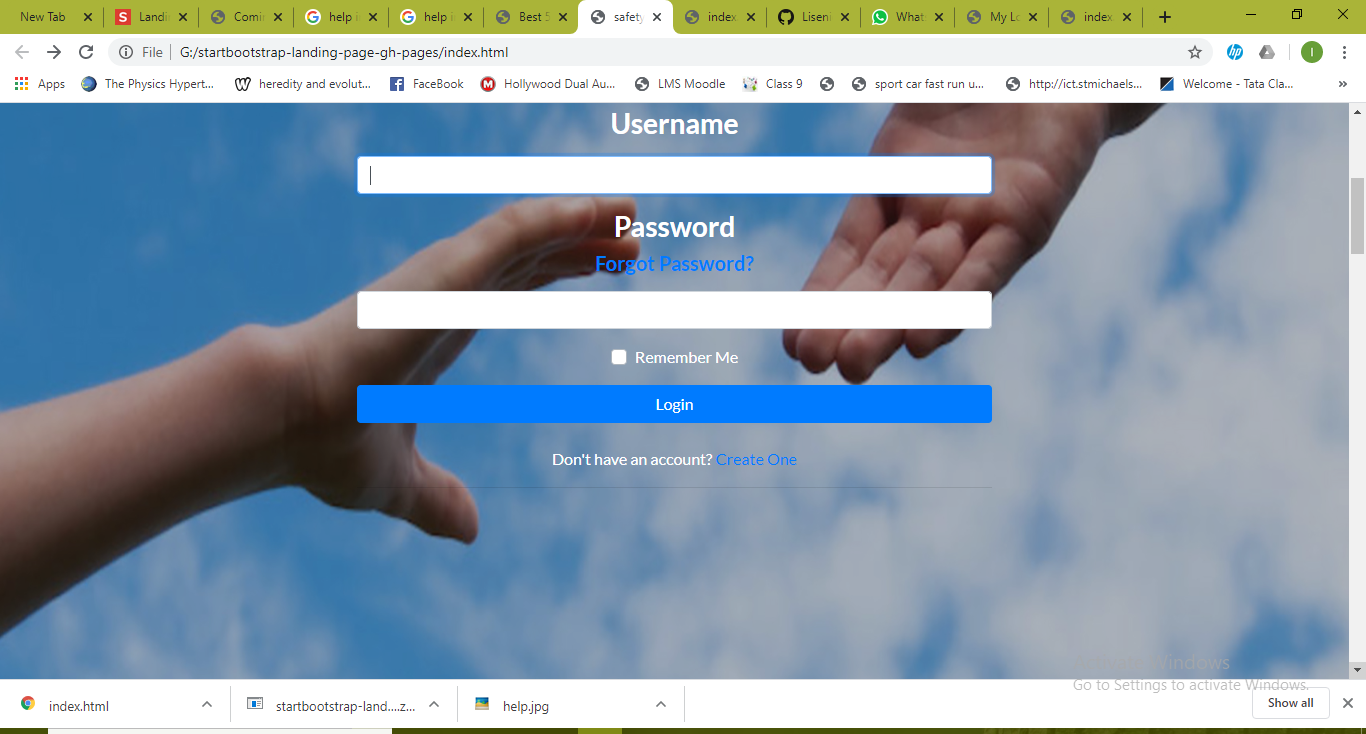 New Tab
Landi
Comi
help i
help i
Best 5
safety
index.
Liseni
What
My Lo
index.
File
G:/startbootstrap-landing-page-gh-pages/index.html
I
Apps
The Physics Hypert...
heredity and evolut...
FaceBook
Hollywood Dual Au...
LMS Moodle
Class 9
sport car fast run u...
http://ict.stmichaels...
Welcome - Tata Cla...
»
Username
Password
Forgot Password?
Remember Me
Login
Don't have an account? Create One
Windows
Go to Settings to activate Windows.
index.html
startbootstrap-land....z...
help.jpg
Show all